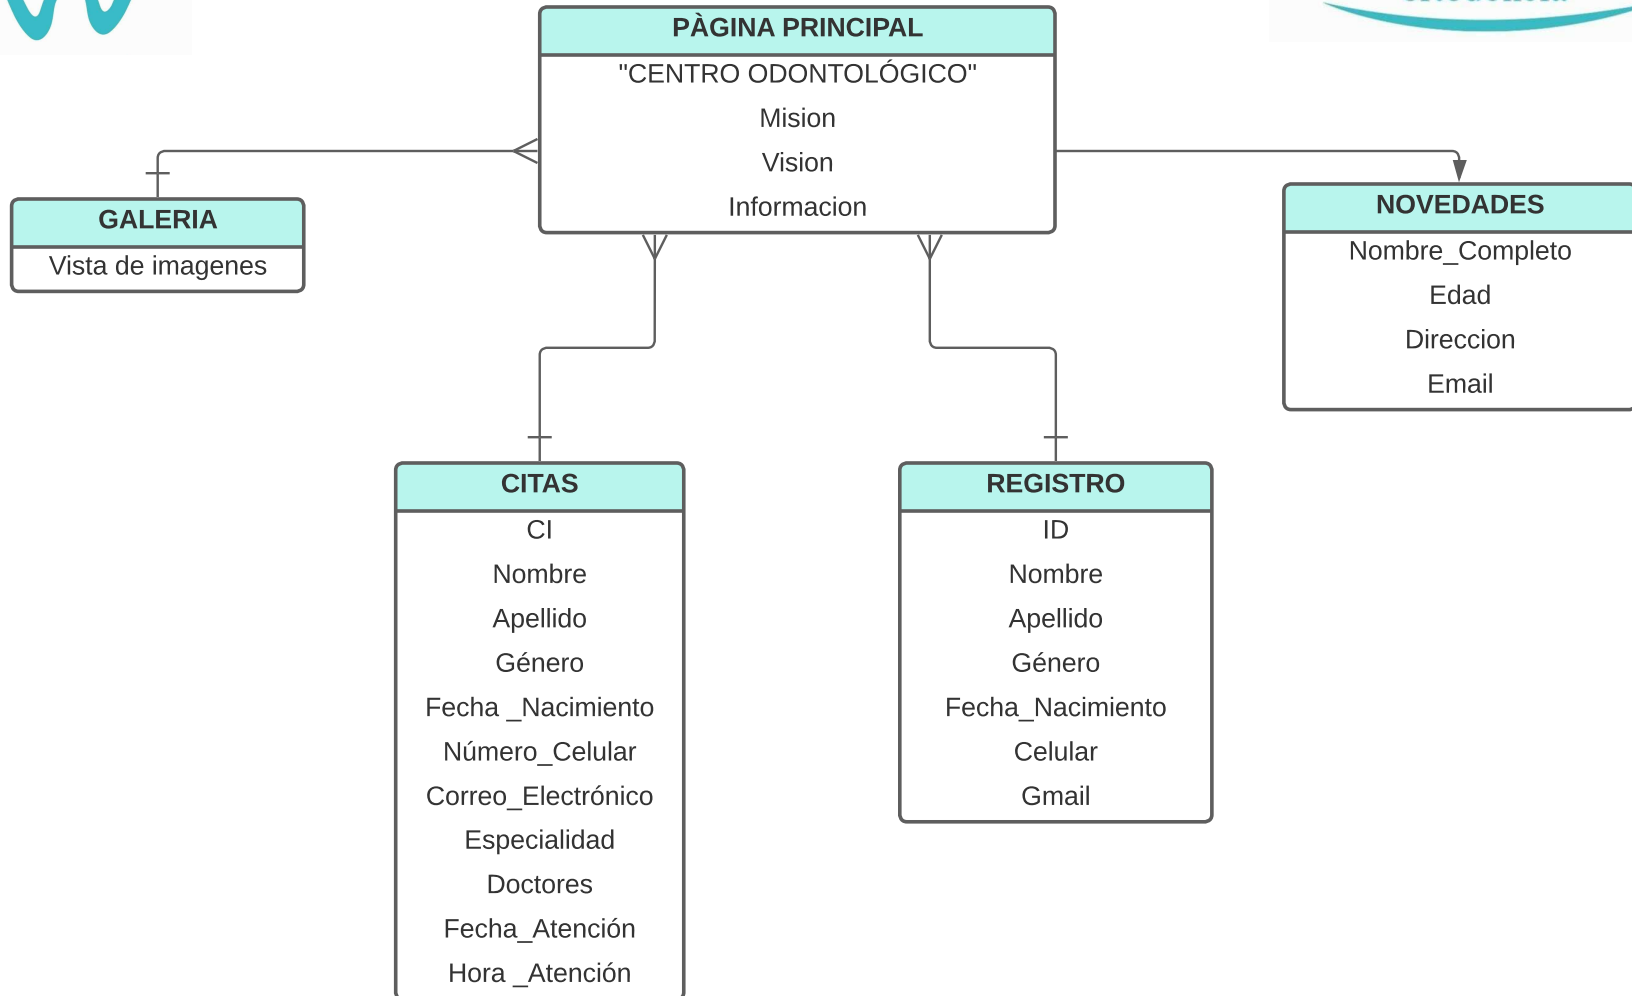 PÀGINA PRINCIPAL
"CENTRO ODONTOLÓGICO"
Mision
Vision
Informacion
GALERIA
Vista de imagenes
NOVEDADES
Nombre_Completo
Edad
Direccion
Email
CITAS
CI
Nombre
Apellido
Género
Fecha _Nacimiento
Número_Celular
Correo_Electrónico
Especialidad
Doctores
Fecha_Atención
Hora _Atención
REGISTRO
ID
Nombre
Apellido
Género
Fecha_Nacimiento
Celular
Gmail